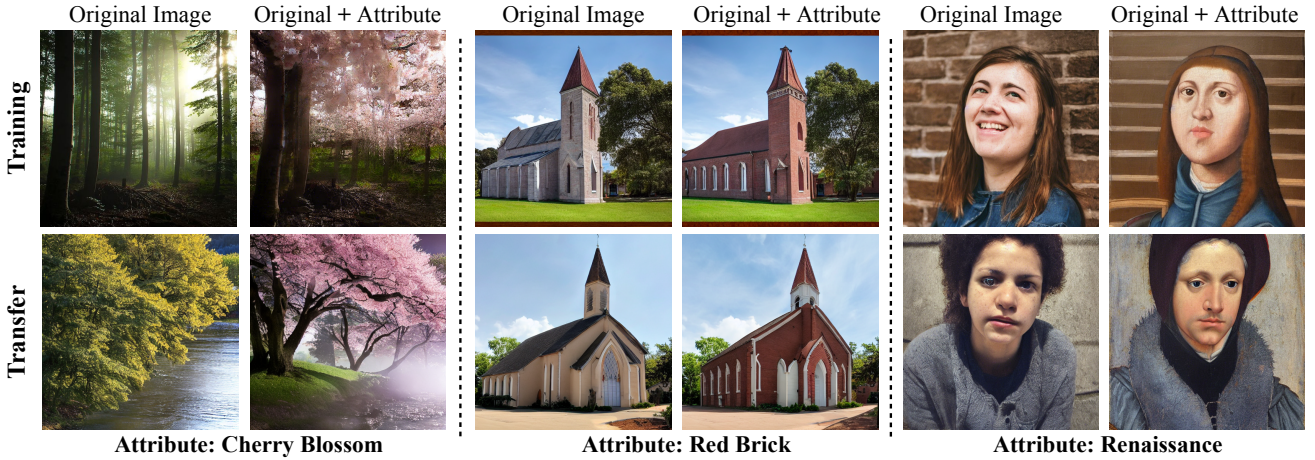 Original Image Original + Attribute Original Image Original + Attribute Original Image Original + Attribute
Training
Transfer
Attribute: Cherry Blossom Attribute: Red Brick Attribute: Renaissance